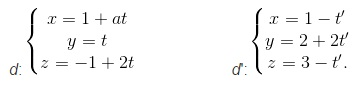 d: { x = 1 + at
y = t
z = −1 + 2t
d': { x = 1 − t′
y = 2 + 2t′
z = 3 − t′.